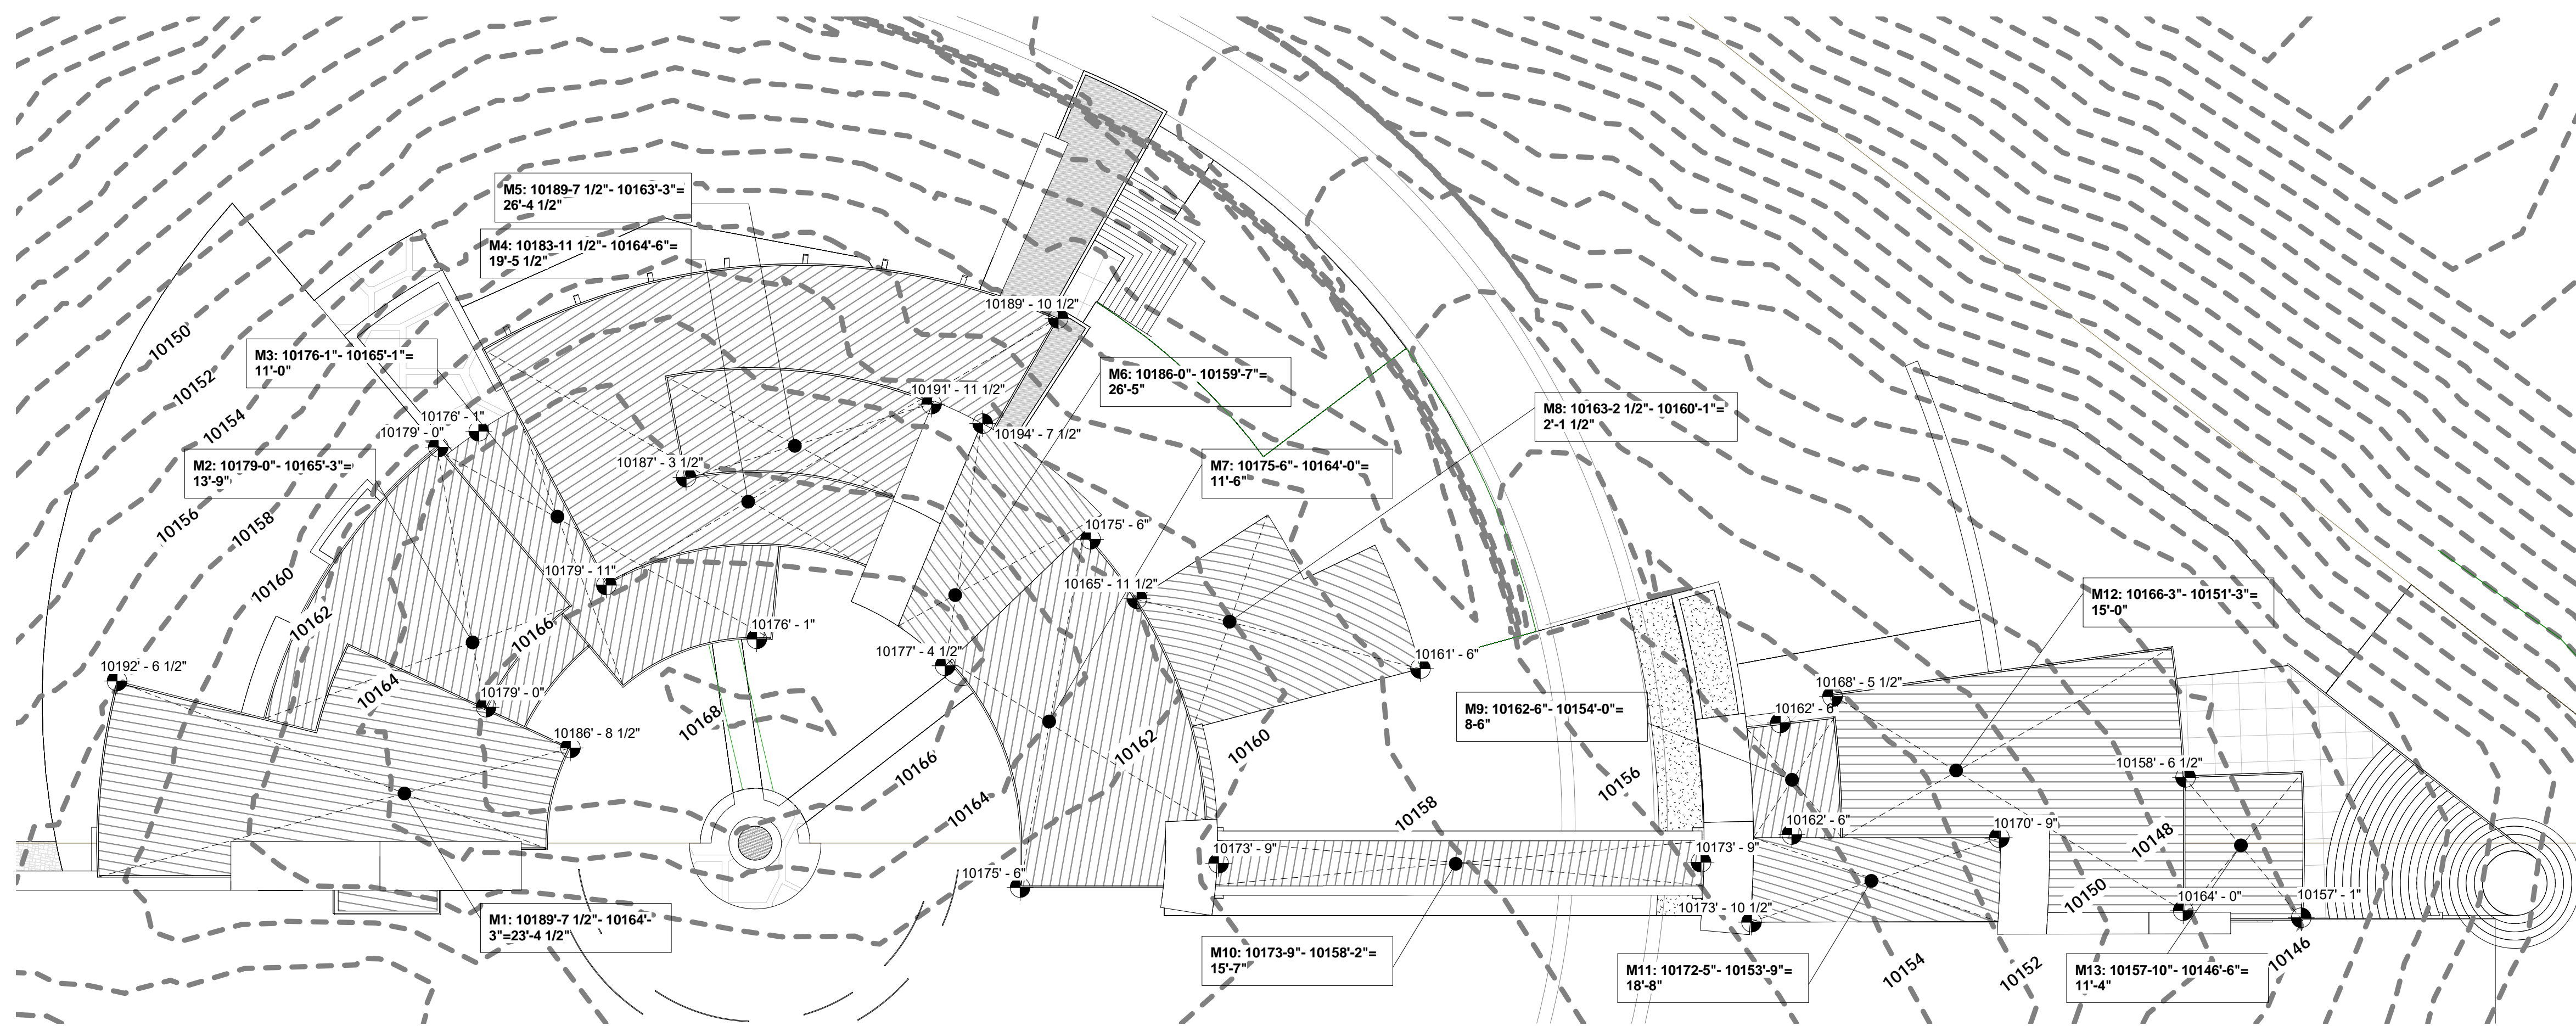 M5: 10189-7 1/2"- 10163'-3"=
26'-4 1/2"
M4: 10183-11 1/2"- 10164'-6"=
19'-5 1/2"
10189' - 10 1/2"
10150
M3: 10176-1"- 10165'-1"=
11'-0"
10152
M6: 10186-0"- 10159'-7"=
26'-5"
10191' - 11 1/2"
M8: 10163-2 1/2"- 10160'-1"=
2'-1 1/2"
10176' - 1"
10154
10179' - 0"
10194' - 7 1/2"
10187' - 3 1/2"
M2: 10179-0"- 10165'-3"=
13'-9"
M7: 10175-6"- 10164'-0"=
11'-6"
10156
10158
10175' - 6"
10179' - 11"
10165' - 11 1/2"
10160
M12: 10166-3"- 10151'-3"=
15'-0"
10162
10166
10176' - 1"
10177' - 4 1/2"
10161' - 6"
10192' - 6 1/2"
10164
10179' - 0"
10168' - 5 1/2"
10162' - 6"
M9: 10162-6"- 10154'-0"=
8-6"
10168
10186' - 8 1/2"
10162
10160
10158' - 6 1/2"
10166
10156
10164
10158
10162' - 6"
10170' - 9"
10148
10173' - 9"
10173' - 9"
10175' - 6"
10150
10164' - 0"
10157' - 1"
10173' - 10 1/2"
M1: 10189'-7 1/2"- 10164'-
3"=23'-4 1/2"
M10: 10173-9"- 10158'-2"=
15'-7"
10146
M11: 10172-5"- 10153'-9"=
18'-8"
10154
10152
M13: 10157-10"- 10146'-6"=
11'-4"